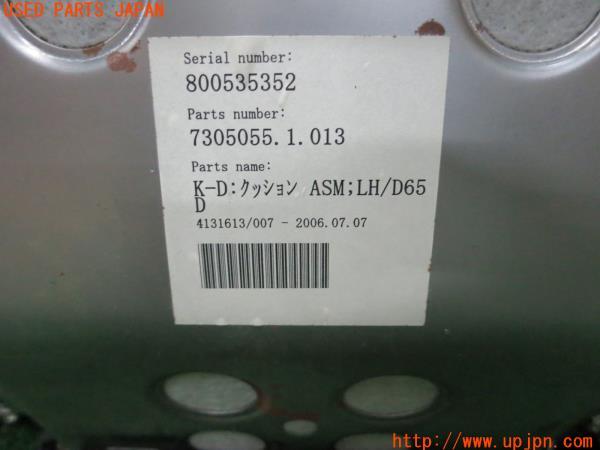 USED PARTS JAPAN
Serial number:
800535352
Parts number:
7305055.1.013
Parts name:
K-D:クッション ASM;LH/D65
D
4131613/007 - 2006.07.07
http://www.upjpn.com/